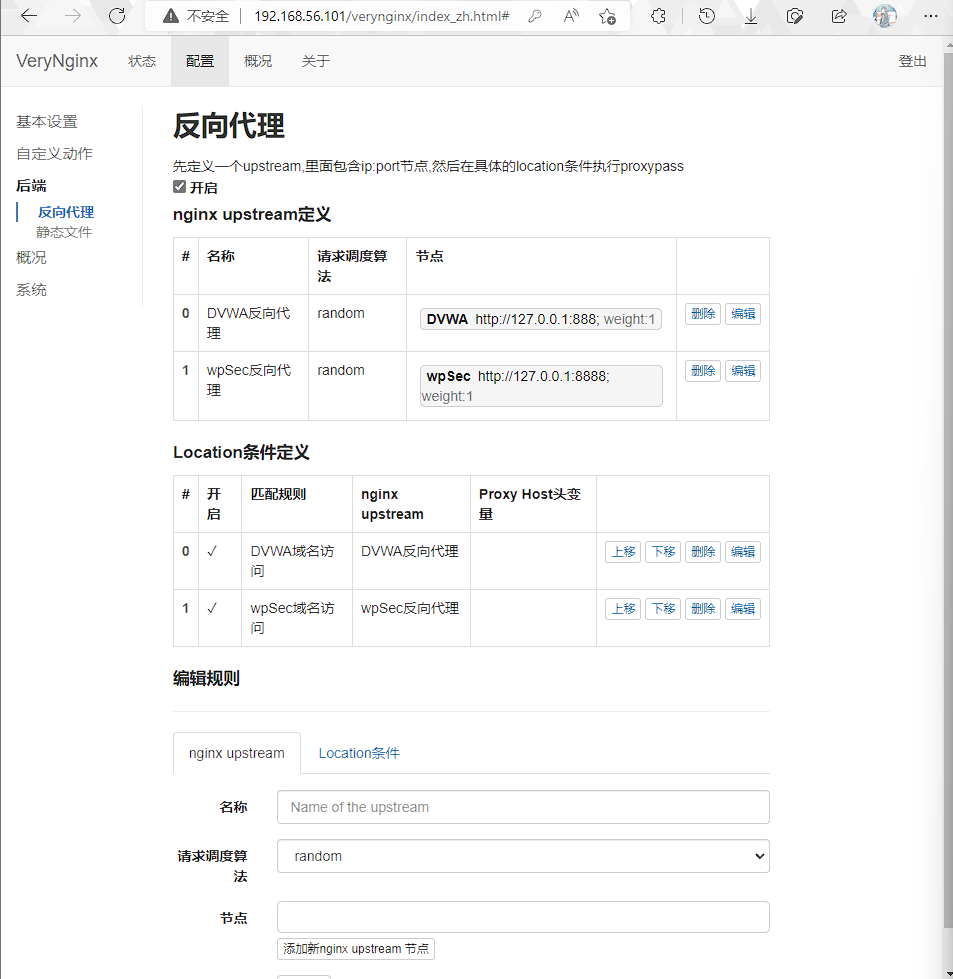 不安全 192.168.56.101/verynginx/index_zh.html#
VeryNginx 状态 配置 概况 关于 登出
基本设置
自定义动作
后端
反向代理
静态文件
概况
系统
反向代理
先定义一个upstream,里面包含ip:port节点,然后在具体的location条件执行proxypass
开启
nginx upstream定义
# 名称 请求调度算
法 节点
0 DVWA反向代
理 random DVWA http://127.0.0.1:888; weight:1 删除 编辑
1 wpSec反向代
理 random wpSec http://127.0.0.1:8888;
weight:1 删除 编辑
Location条件定义
# 开
启 匹配规则 nginx
upstream Proxy Host头变
量
0 ✓ DVWA域名访
问 DVWA反向代理 上移 下移 删除 编辑
1 ✓ wpSec域名访
问 wpSec反向代理 上移 下移 删除 编辑
编辑规则
nginx upstream Location条件
名称 Name of the upstream
请求调度算
法 random
节点
添加新nginx upstream 节点